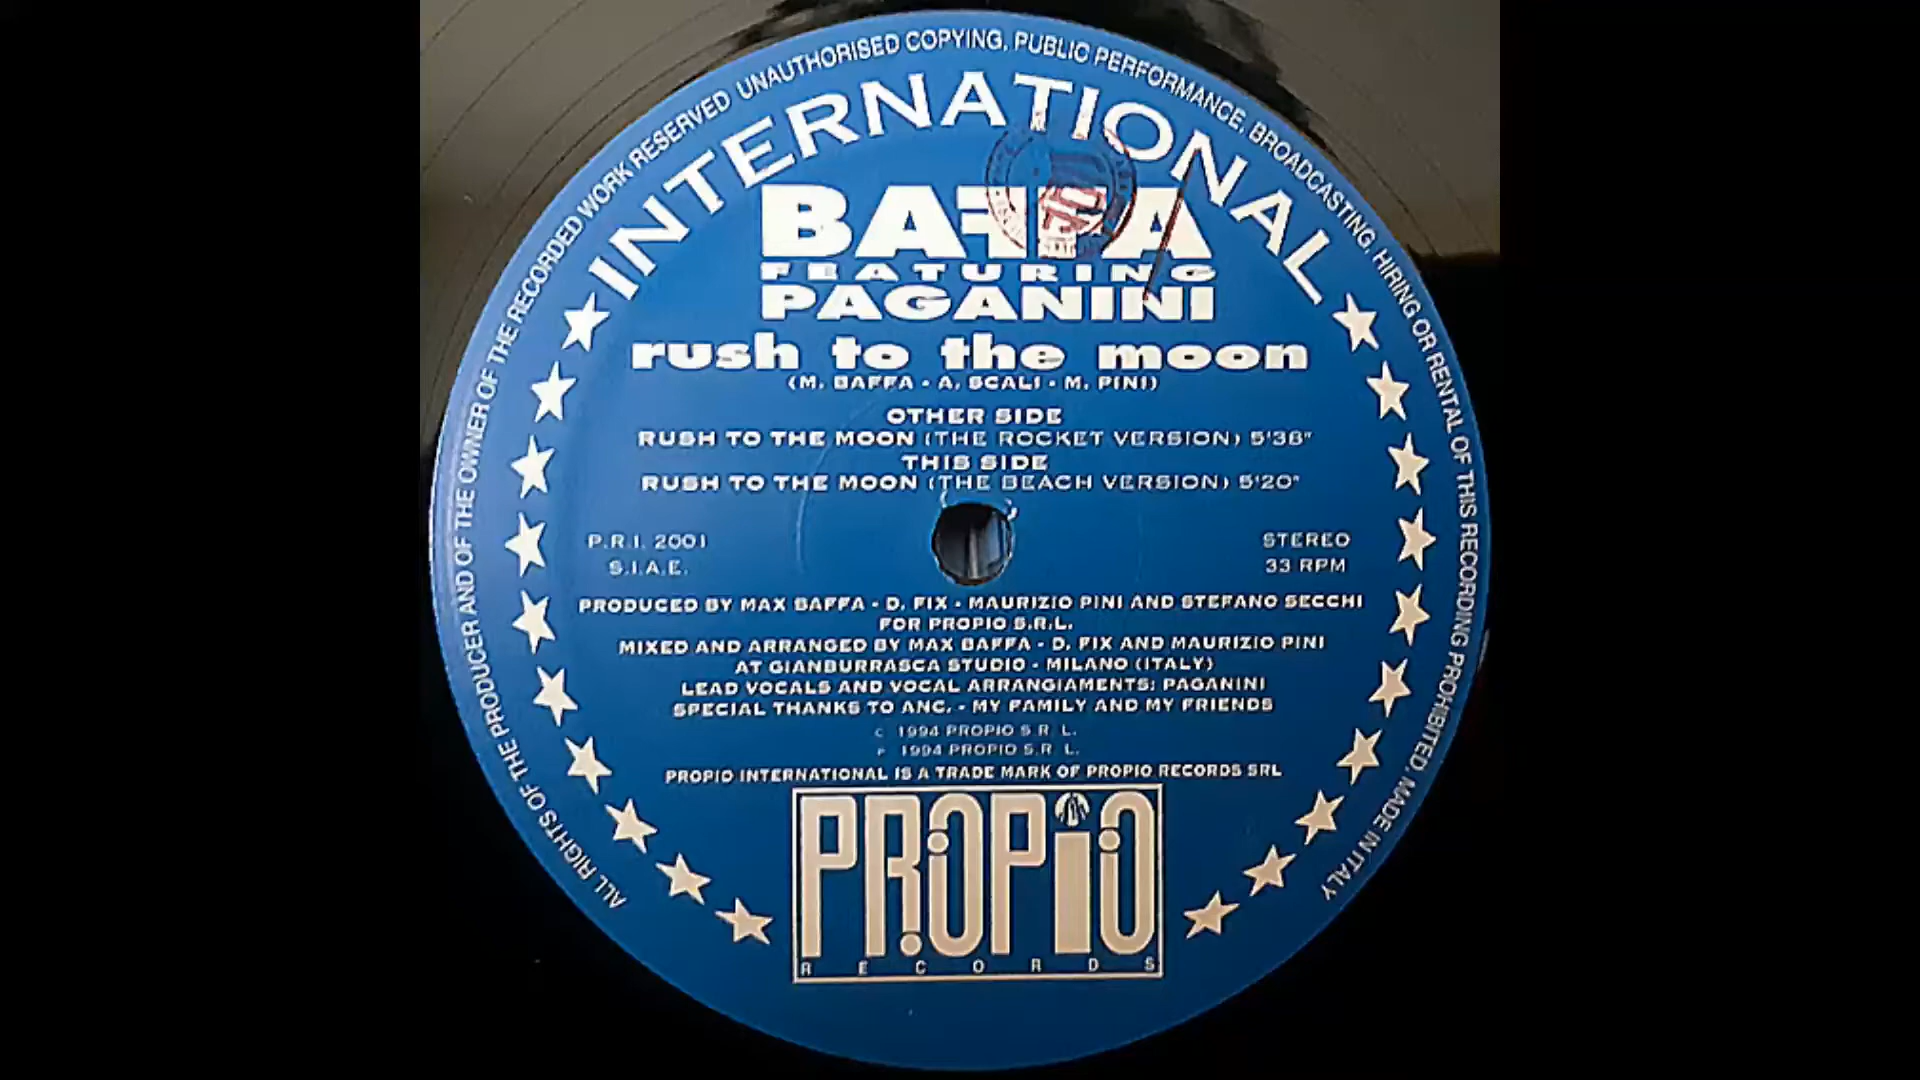 ALL RIGHTS OF THE PRODUCER AND OF THE OWNER OF THE RECORDED WORK RESERVED UNAUTHORISED COPYING, PUBLIC PERFORMANCE, BROADCASTING, HIRING OR RENTAL OF THIS RECORDING PROHIBITED, MADE IN ITALY
INTERNATIONAL
BAFFA
FEATURING
PAGANINI
rush to the moon
(M. BAFFA - A. SCALI - M. PINI)
OTHER SIDE
RUSH TO THE MOON (THE ROCKET VERSION) 5'38"
THIS SIDE
RUSH TO THE MOON (THE BEACH VERSION) 5'20"
P.R.I. 2001
STEREO
S.I.A.E.
33 RPM
PRODUCED BY MAX BAFFA - D. FIX - MAURIZIO PINI AND STEFANO SECCHI
FOR PROPIO S.R.L.
MIXED AND ARRANGED BY MAX BAFFA - D. FIX AND MAURIZIO PINI
AT GIANBURRASCA STUDIO - MILANO (ITALY)
LEAD VOCALS AND VOCAL ARRANGIAMENTS: PAGANINI
SPECIAL THANKS TO ANG. - MY FAMILY AND MY FRIENDS
C 1994 PROPIO S.R.L.
P 1994 PROPIO S.R.L.
PROPIO INTERNATIONAL IS A TRADE MARK OF PROPIO RECORDS SRL
PROPIO
RECORDS